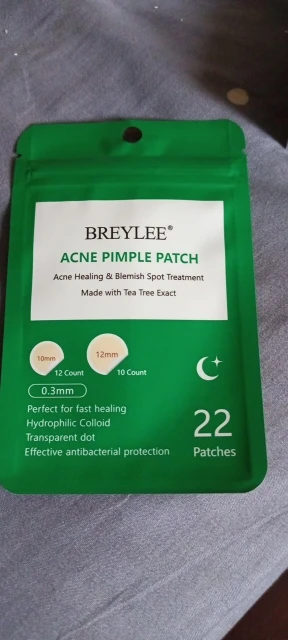 BREYLEE®
ACNE PIMPLE PATCH
Acne Healing & Blemish Spot Treatment
Made with Tea Tree Exact
10mm
12 Count
12mm
10 Count
0.3mm
Perfect for fast healing
Hydrophilic Colloid
Transparent dot
Effective antibacterial protection
22
Patches